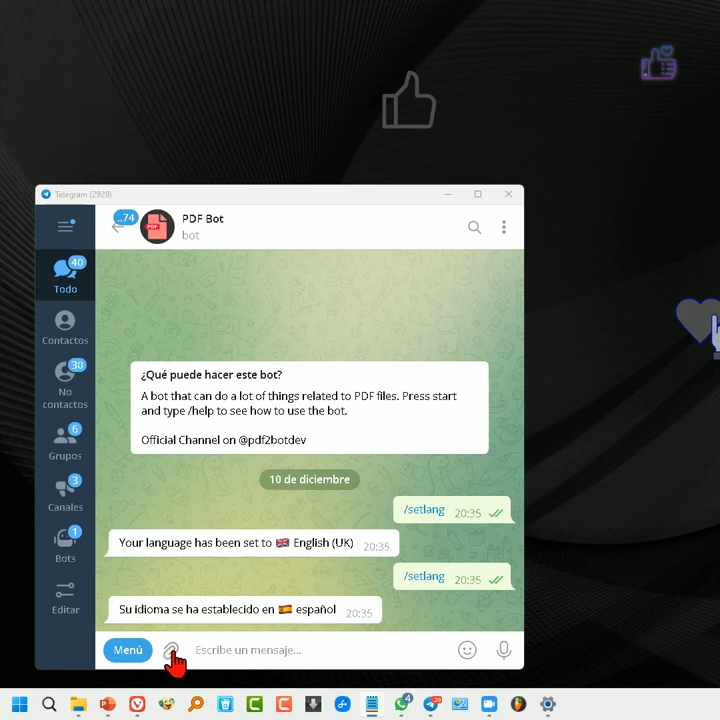 Telegram (2929)
..74
PDF
PDF Bot
bot
40
Todo
Contactos
30
No
contactos
6
Grupos
3
Canales
1
Bots
Editar
¿Qué puede hacer este bot?
A bot that can do a lot of things related to PDF files. Press start
and type /help to see how to use the bot.
Official Channel on @pdf2botdev
10 de diciembre
/setlang 20:35
Your language has been set to 🇬🇧 English (UK) 20:35
/setlang 20:35
Su idioma se ha establecido en 🇪🇸 español 20:35
Menú
Escribe un mensaje...
4